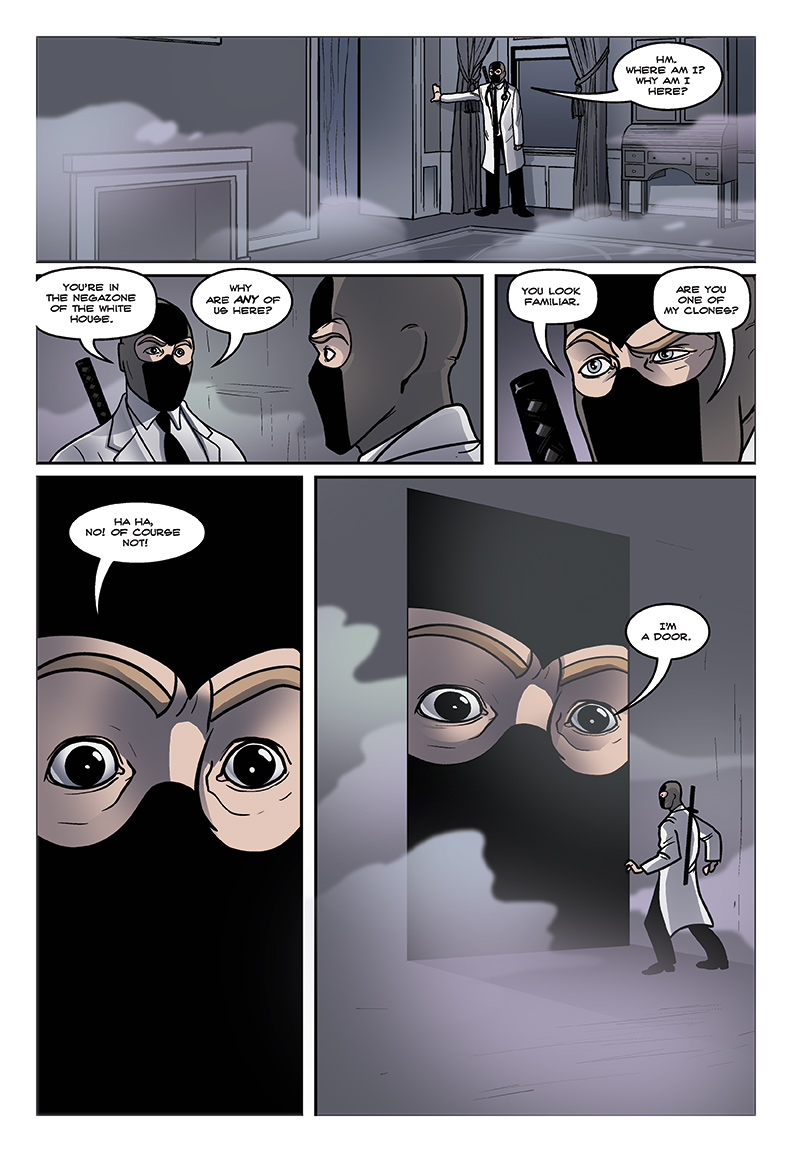 HM.
WHERE AM I?
WHY AM I
HERE?
YOU'RE IN
THE NEGAZONE
OF THE WHITE
HOUSE.
WHY
ARE ANY OF
US HERE?
YOU LOOK
FAMILIAR.
ARE YOU
ONE OF
MY CLONES?
HA HA,
NO! OF COURSE
NOT!
I'M
A DOOR.